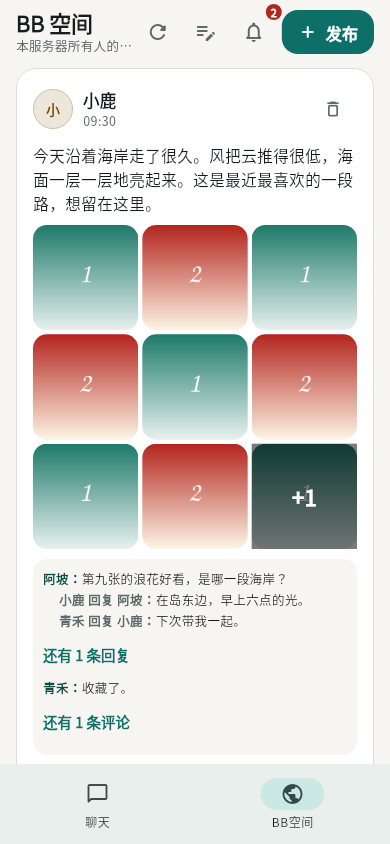 BB 空间
本服务器所有人的…
2
发布
小
小鹿
09:30
今天沿着海岸走了很久。风把云推得很低，海
面一层一层地亮起来。这是最近最喜欢的一段
路，想留在这里。
1
2
1
2
1
2
1
2
+1
阿坡：第九张的浪花好看，是哪一段海岸？
小鹿 回复 阿坡：在岛东边，早上六点的光。
青禾 回复 小鹿：下次带我一起。
还有 1 条回复
青禾：收藏了。
还有 1 条评论
聊天
BB空间